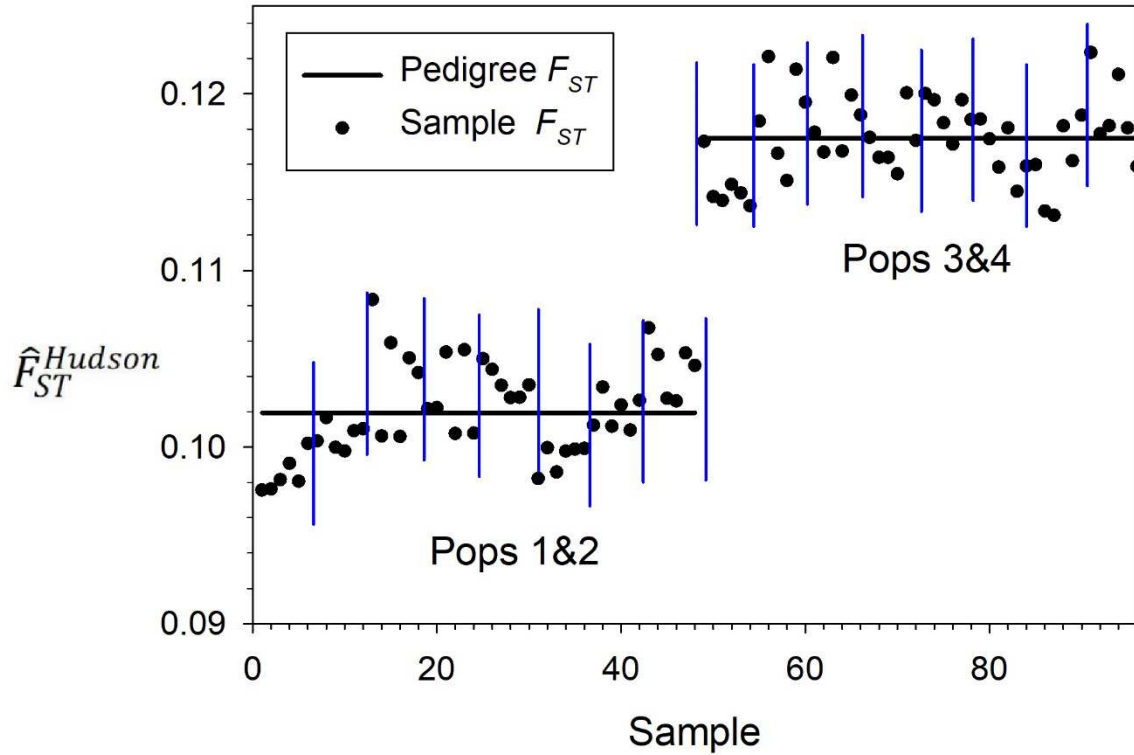 Pedigree F_ST
Sample F_ST
0.12
0.11
0.10
0.09
F̂_ST^Hudson
Pops 3&4
Pops 1&2
0 20 40 60 80
Sample